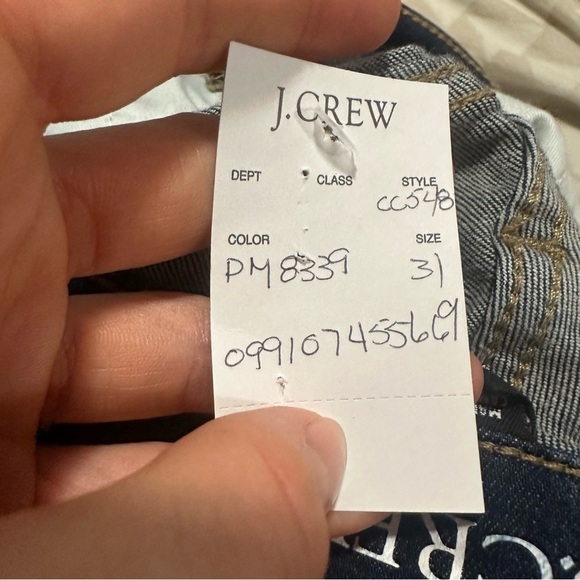 J.CREW
DEPT CLASS STYLE
CC548
COLOR SIZE
PM8339 31
099107455669